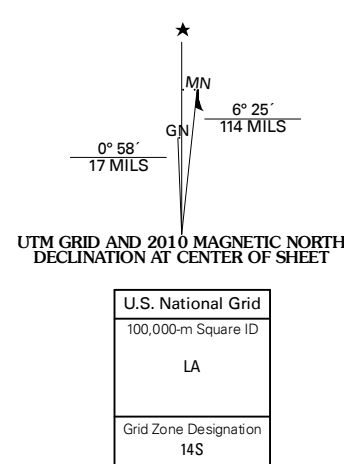 MN
6° 25´
114 MILS
GN
0° 58´
17 MILS
UTM GRID AND 2010 MAGNETIC NORTH
DECLINATION AT CENTER OF SHEET
U.S. National Grid
100,000-m Square ID
LA
Grid Zone Designation
14S